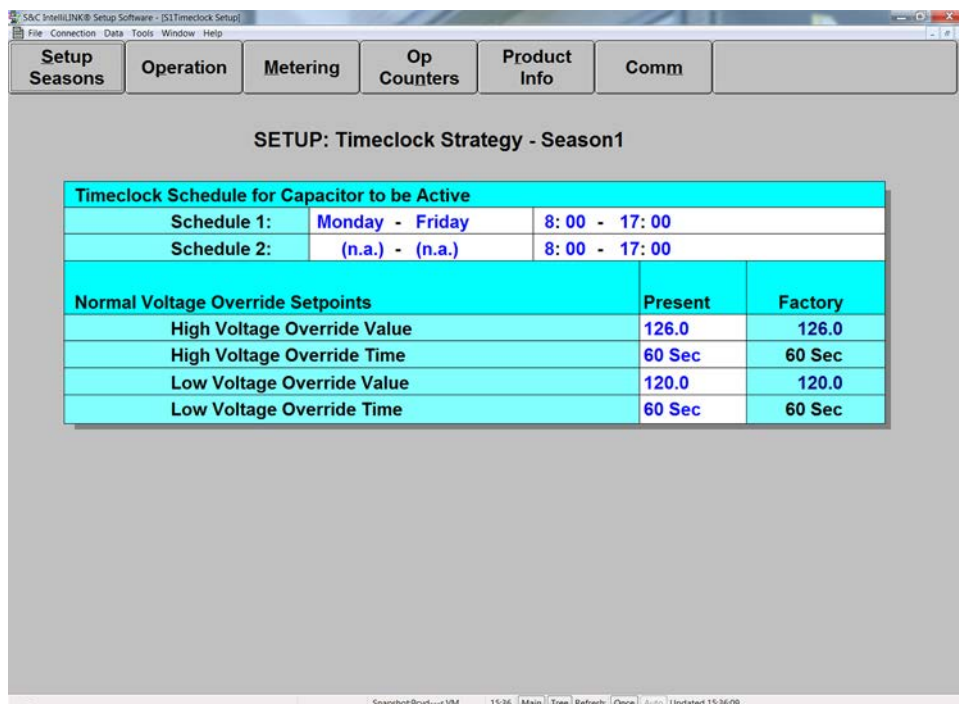 S&C IntelliLINK® Setup Software - [S1Timeclock Setup]
File Connection Data Tools Window Help
Setup Seasons
Operation
Metering
Op Counters
Product Info
Comm
SETUP: Timeclock Strategy - Season1
Timeclock Schedule for Capacitor to be Active
Schedule 1: Monday - Friday 8: 00 - 17: 00
Schedule 2: (n.a.) - (n.a.) 8: 00 - 17: 00
Normal Voltage Override Setpoints Present Factory
High Voltage Override Value 126.0 126.0
High Voltage Override Time 60 Sec 60 Sec
Low Voltage Override Value 120.0 120.0
Low Voltage Override Time 60 Sec 60 Sec
15:36 Main Tree Refresh: Once Auto Updated 15:36:09